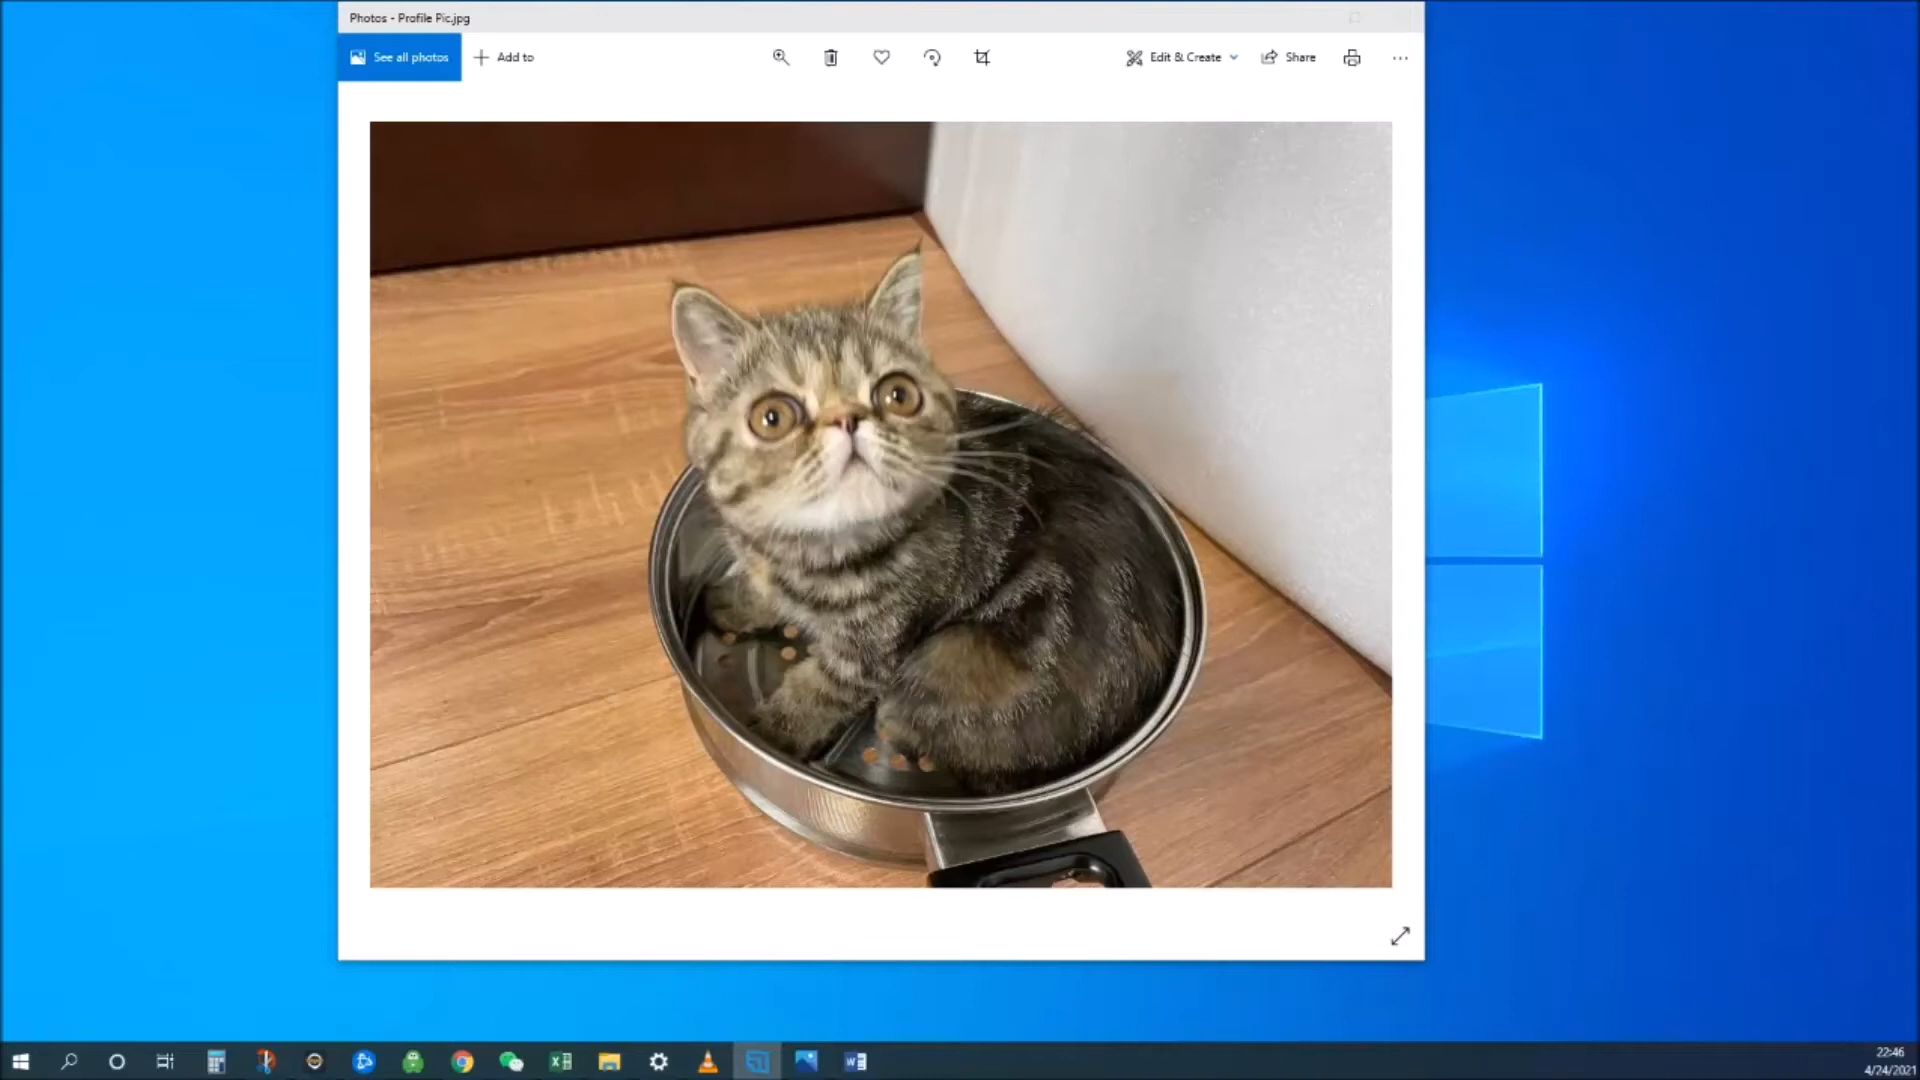 Photos - Profile Pic.jpg
See all photos
Add to
Edit & Create
Share
22:46
4/24/2021